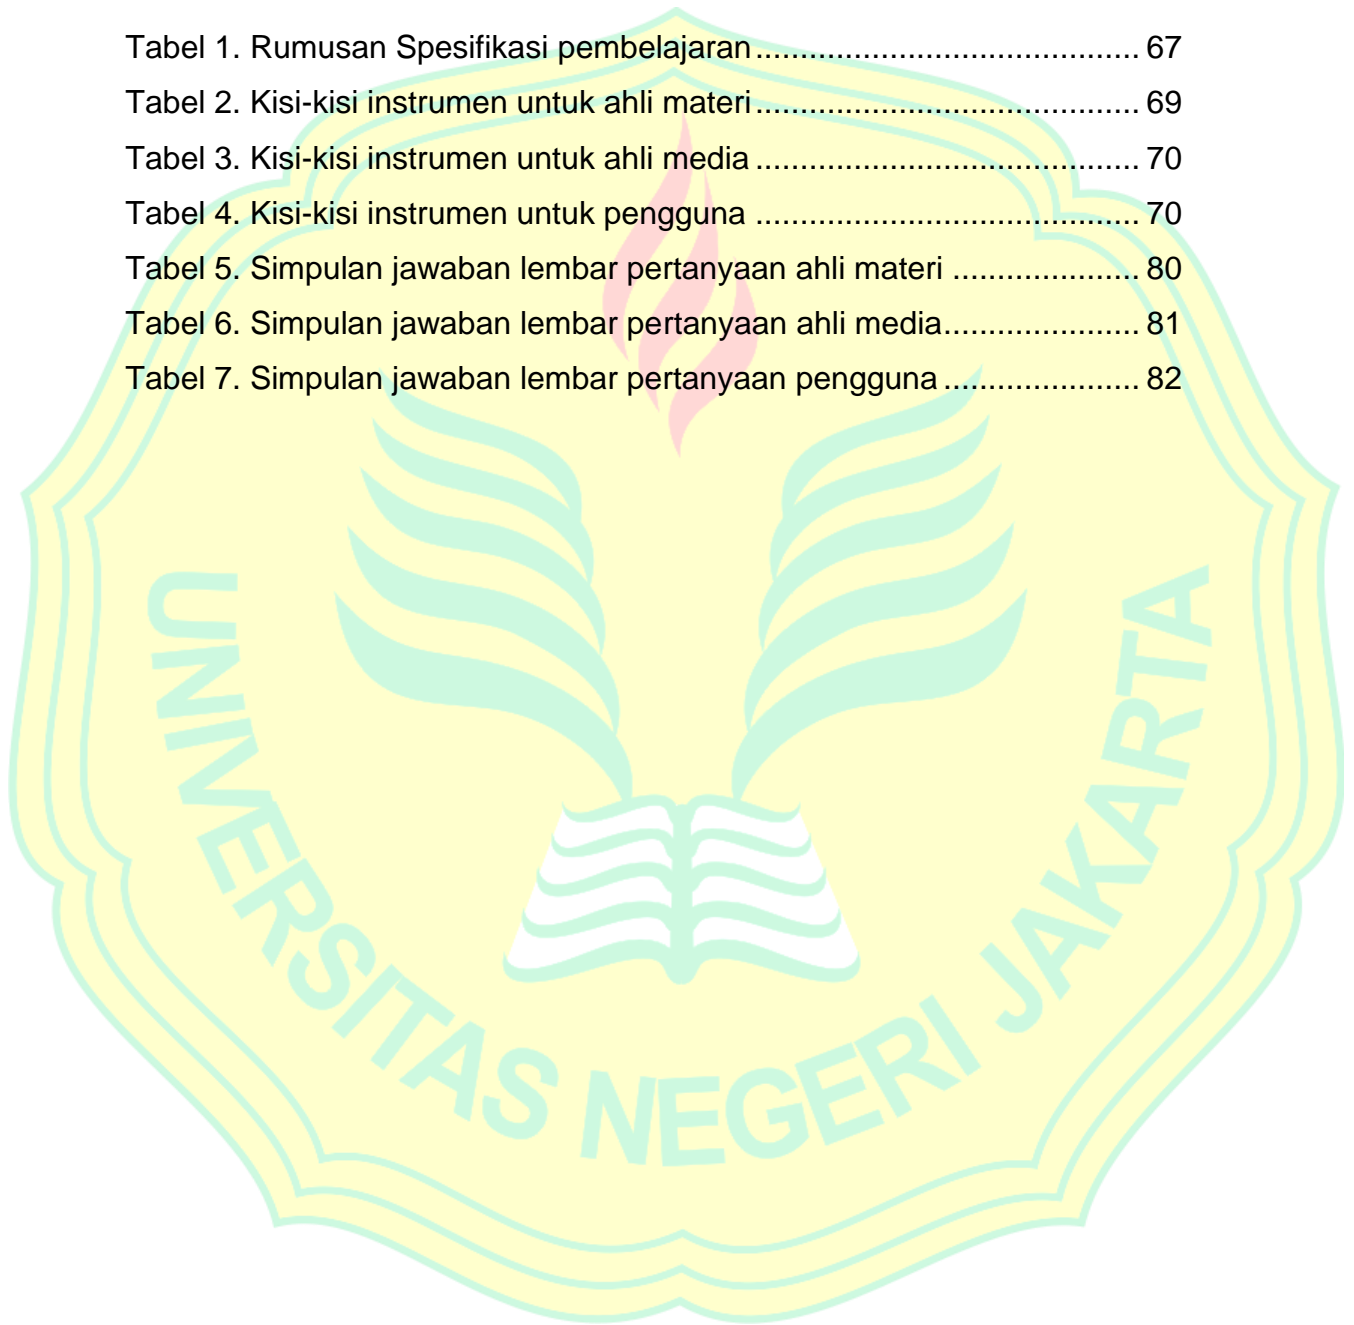 Tabel 1. Rumusan Spesifikasi pembelajaran........................................... 67
Tabel 2. Kisi-kisi instrumen untuk ahli materi........................................... 69
Tabel 3. Kisi-kisi instrumen untuk ahli media ........................................... 70
Tabel 4. Kisi-kisi instrumen untuk pengguna ........................................... 70
Tabel 5. Simpulan jawaban lembar pertanyaan ahli materi ..................... 80
Tabel 6. Simpulan jawaban lembar pertanyaan ahli media...................... 81
Tabel 7. Simpulan jawaban lembar pertanyaan pengguna ...................... 82
UNIVERSITAS NEGERI JAKARTA